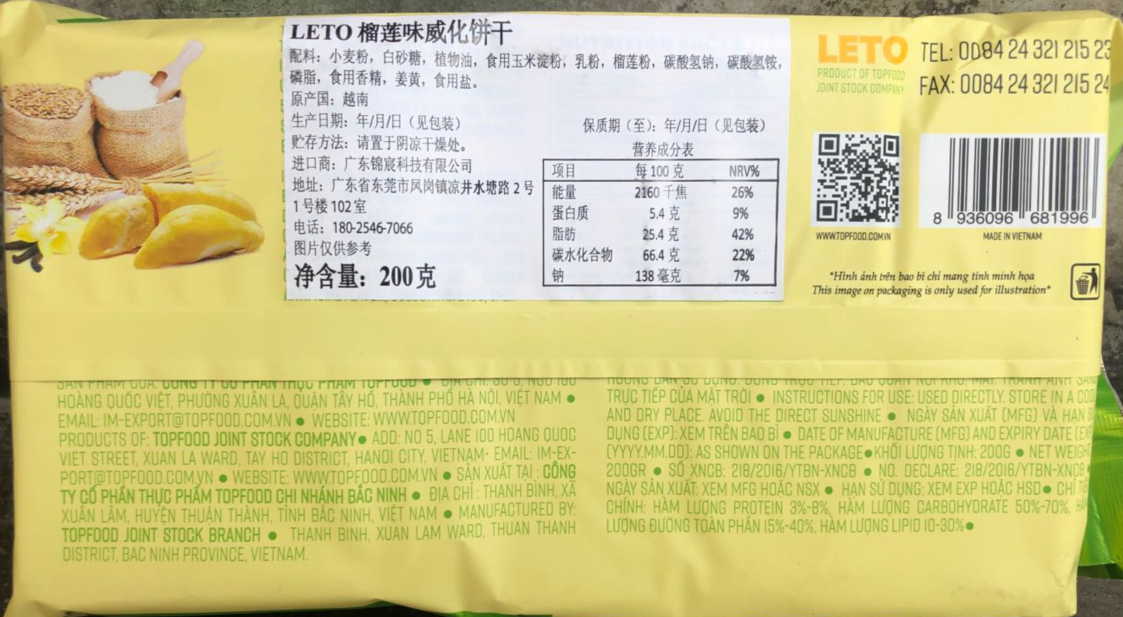 LETO 榴莲味威化饼干
配料：小麦粉，白砂糖，植物油，食用玉米淀粉，乳粉，榴莲粉，碳酸氢钠，碳酸氢铵，
磷脂，食用香精，姜黄，食用盐。
原产国：越南
生产日期：年/月/日（见包装）
保质期（至）：年/月/日（见包装）
贮存方法：请置于阴凉干燥处。
进口商：广东锦宸科技有限公司
地址：广东省东莞市凤岗镇凉井水塘路 2 号
1 号楼 102 室
电话：180-2546-7066
图片仅供参考
净含量：200克
营养成分表
项目 每 100 克 NRV%
能量 2160 千焦 26%
蛋白质 5.4 克 9%
脂肪 25.4 克 42%
碳水化合物 66.4 克 22%
钠 138 毫克 7%
LETO
PRODUCT OF TOPFOOD
JOINT STOCK COMPANY
TEL: 0084 24 321 215 23
FAX: 0084 24 321 215 24
WWW.TOPFOOD.COM.VN
8 936096 681996
MADE IN VIETNAM
*Hình ảnh trên bao bì chỉ mang tính minh họa
This image on packaging is only used for illustration*
SẢN PHẨM CỦA: CÔNG TY CỔ PHẦN THỰC PHẨM TOPFOOD ● ĐỊA CHỈ: SỐ 5, NGÕ 100
HOÀNG QUỐC VIỆT, PHƯỜNG XUÂN LA, QUẬN TÂY HỒ, THÀNH PHỐ HÀ NỘI, VIỆT NAM ●
EMAIL: IM-EXPORT@TOPFOOD.COM.VN ● WEBSITE: WWW.TOPFOOD.COM.VN
PRODUCTS OF: TOPFOOD JOINT STOCK COMPANY● ADD: NO 5, LANE 100 HOANG QUOC
VIET STREET, XUAN LA WARD, TAY HO DISTRICT, HANOI CITY, VIETNAM• EMAIL: IM-EX-
PORT@TOPFOOD.COM.VN ● WEBSITE: WWW.TOPFOOD.COM.VN ● SẢN XUẤT TẠI : CÔNG
TY CỔ PHẦN THỰC PHẨM TOPFOOD CHI NHÁNH BẮC NINH ● ĐỊA CHỈ : THANH BÌNH, XÃ
XUÂN LÂM, HUYỆN THUẬN THÀNH, TỈNH BẮC NINH, VIỆT NAM ● MANUFACTURED BY:
TOPFOOD JOINT STOCK BRANCH ● THANH BINH, XUAN LAM WARD, THUAN THANH
DISTRICT, BAC NINH PROVINCE, VIETNAM.
TRỰC TIẾP CỦA MẶT TRỜI ● INSTRUCTIONS FOR USE: USED DIRECTLY. STORE IN A
AND DRY PLACE. AVOID THE DIRECT SUNSHINE ● NGÀY SẢN XUẤT (MFG) VÀ HẠN
DỤNG (EXP): XEM TRÊN BAO BÌ ● DATE OF MANUFACTURE (MFG) AND EXPIRY DATE
(YYYY.MM.DD): AS SHOWN ON THE PACKAGE●KHỐI LƯỢNG TỊNH: 200G ● NET
200GR ● SỐ XNCB: 218/2016/YTBN-XNCB ● NO. DECLARE: 218/2016/YTBN-XNCB
NGÀY SẢN XUẤT: XEM MFG HOẶC NSX ● HẠN SỬ DỤNG: XEM EXP HOẶC HSD●
CHÍNH: HÀM LƯỢNG PROTEIN 3%-8%, HÀM LƯỢNG CARBOHYDRATE 50%-70%,
LƯỢNG ĐƯỜNG TOÀN PHẦN 15%-40%, HÀM LƯỢNG LIPID 10-30%●